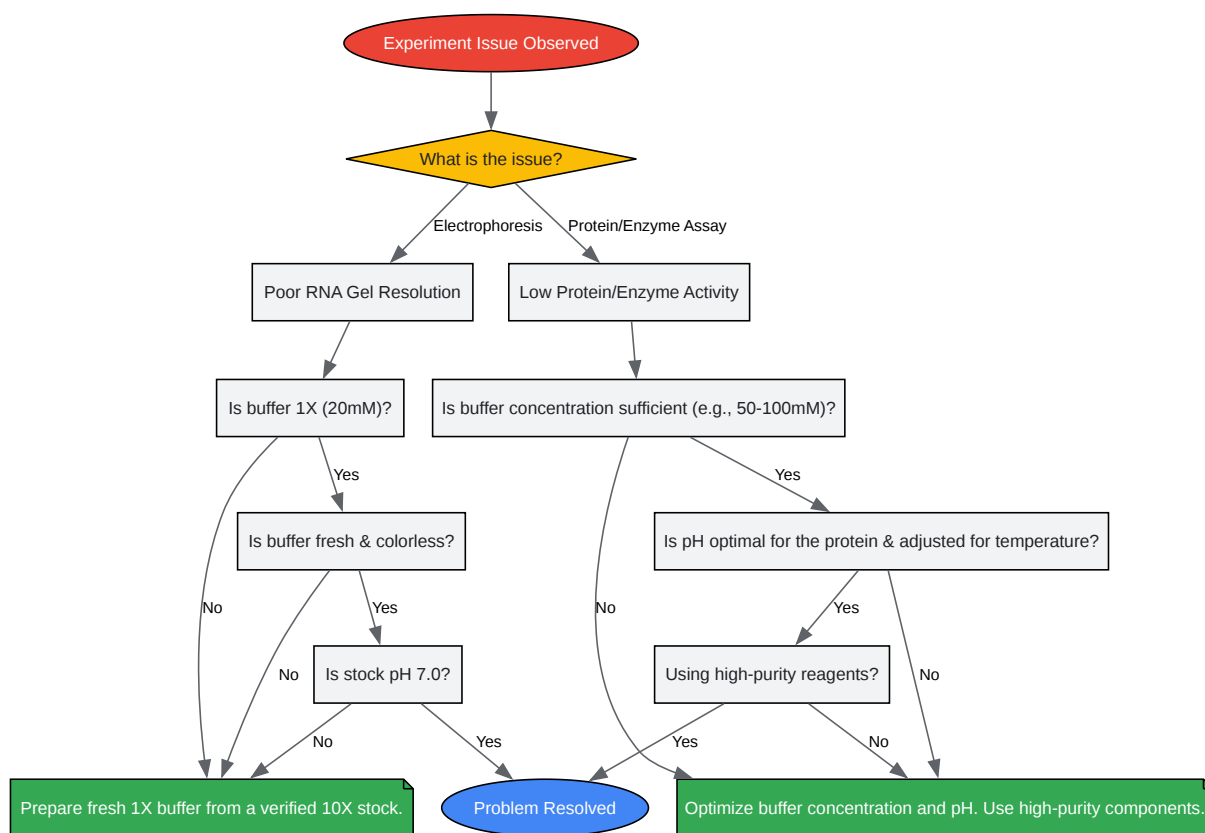 Experiment Issue Observed
What is the issue?
Electrophoresis
Protein/Enzyme Assay
Poor RNA Gel Resolution
Low Protein/Enzyme Activity
Is buffer 1X (20mM)?
Is buffer concentration sufficient (e.g., 50-100mM)?
Yes
Yes
Is buffer fresh & colorless?
Is pH optimal for the protein & adjusted for temperature?
No
Yes
No
Yes
No
Is stock pH 7.0?
Using high-purity reagents?
No
No
Yes
Yes
No
Prepare fresh 1X buffer from a verified 10X stock.
Problem Resolved
Optimize buffer concentration and pH. Use high-purity components.